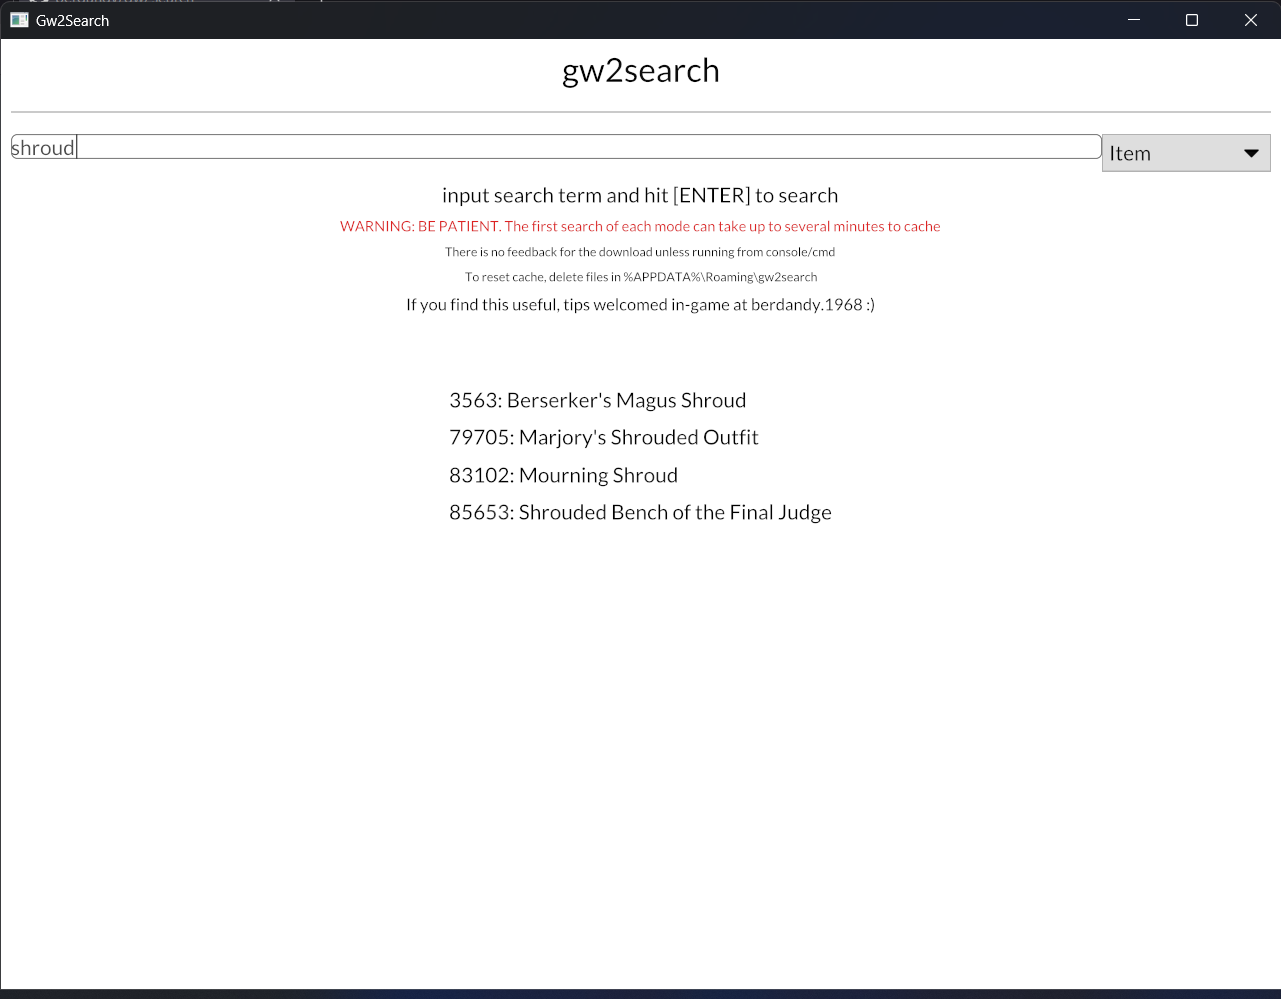 Gw2Search
gw2search
shroud
Item
input search term and hit [ENTER] to search
WARNING: BE PATIENT. The first search of each mode can take up to several minutes to cache
There is no feedback for the download unless running from console/cmd
To reset cache, delete files in %APPDATA%\Roaming\gw2search
If you find this useful, tips welcomed in-game at berdandy.1968 :)
3563: Berserker's Magus Shroud
79705: Marjory's Shrouded Outfit
83102: Mourning Shroud
85653: Shrouded Bench of the Final Judge